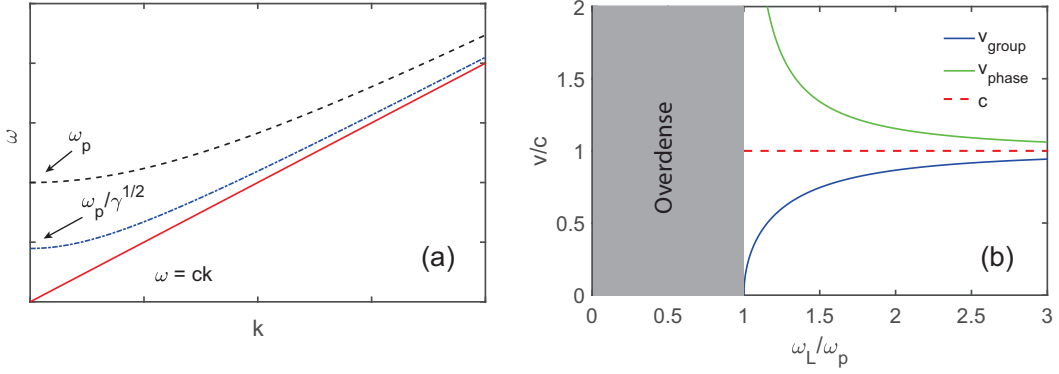 ω
ω_p
ω_p/γ^{1/2}
ω = ck
(a)
k
v/c
2
1.5
1
0.5
0
Overdense
v_group
v_phase
c
(b)
0
0.5
1
1.5
2
2.5
3
ω_L/ω_p